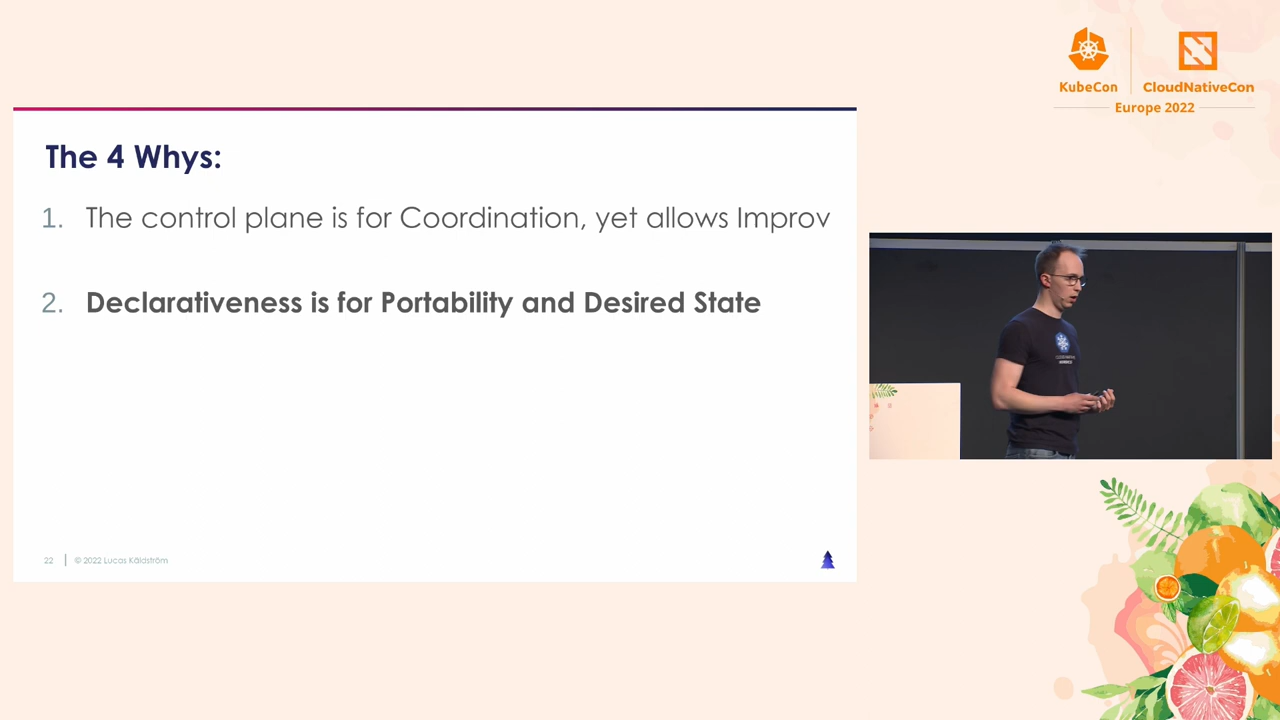 KubeCon
CloudNativeCon
Europe 2022
The 4 Whys:
1. The control plane is for Coordination, yet allows Improv
2. Declarativeness is for Portability and Desired State
22
© 2022 Lucas Käldström